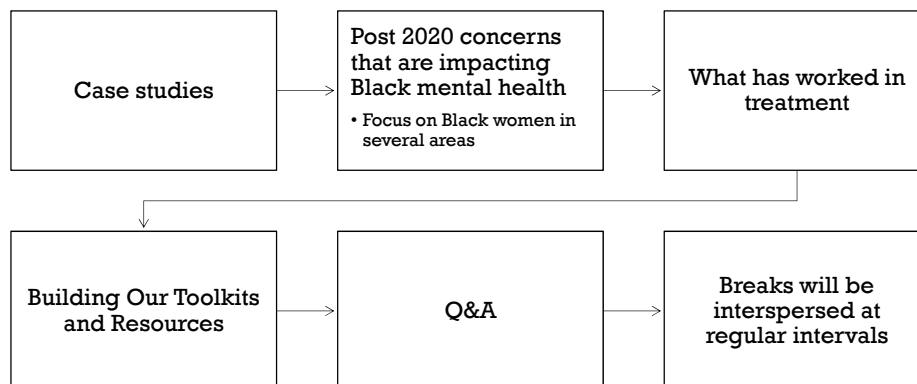 Case studies
Post 2020 concerns
that are impacting
Black mental health
• Focus on Black women in
several areas
What has worked in
treatment
Building Our Toolkits
and Resources
Q&A
Breaks will be
interspersed at
regular intervals